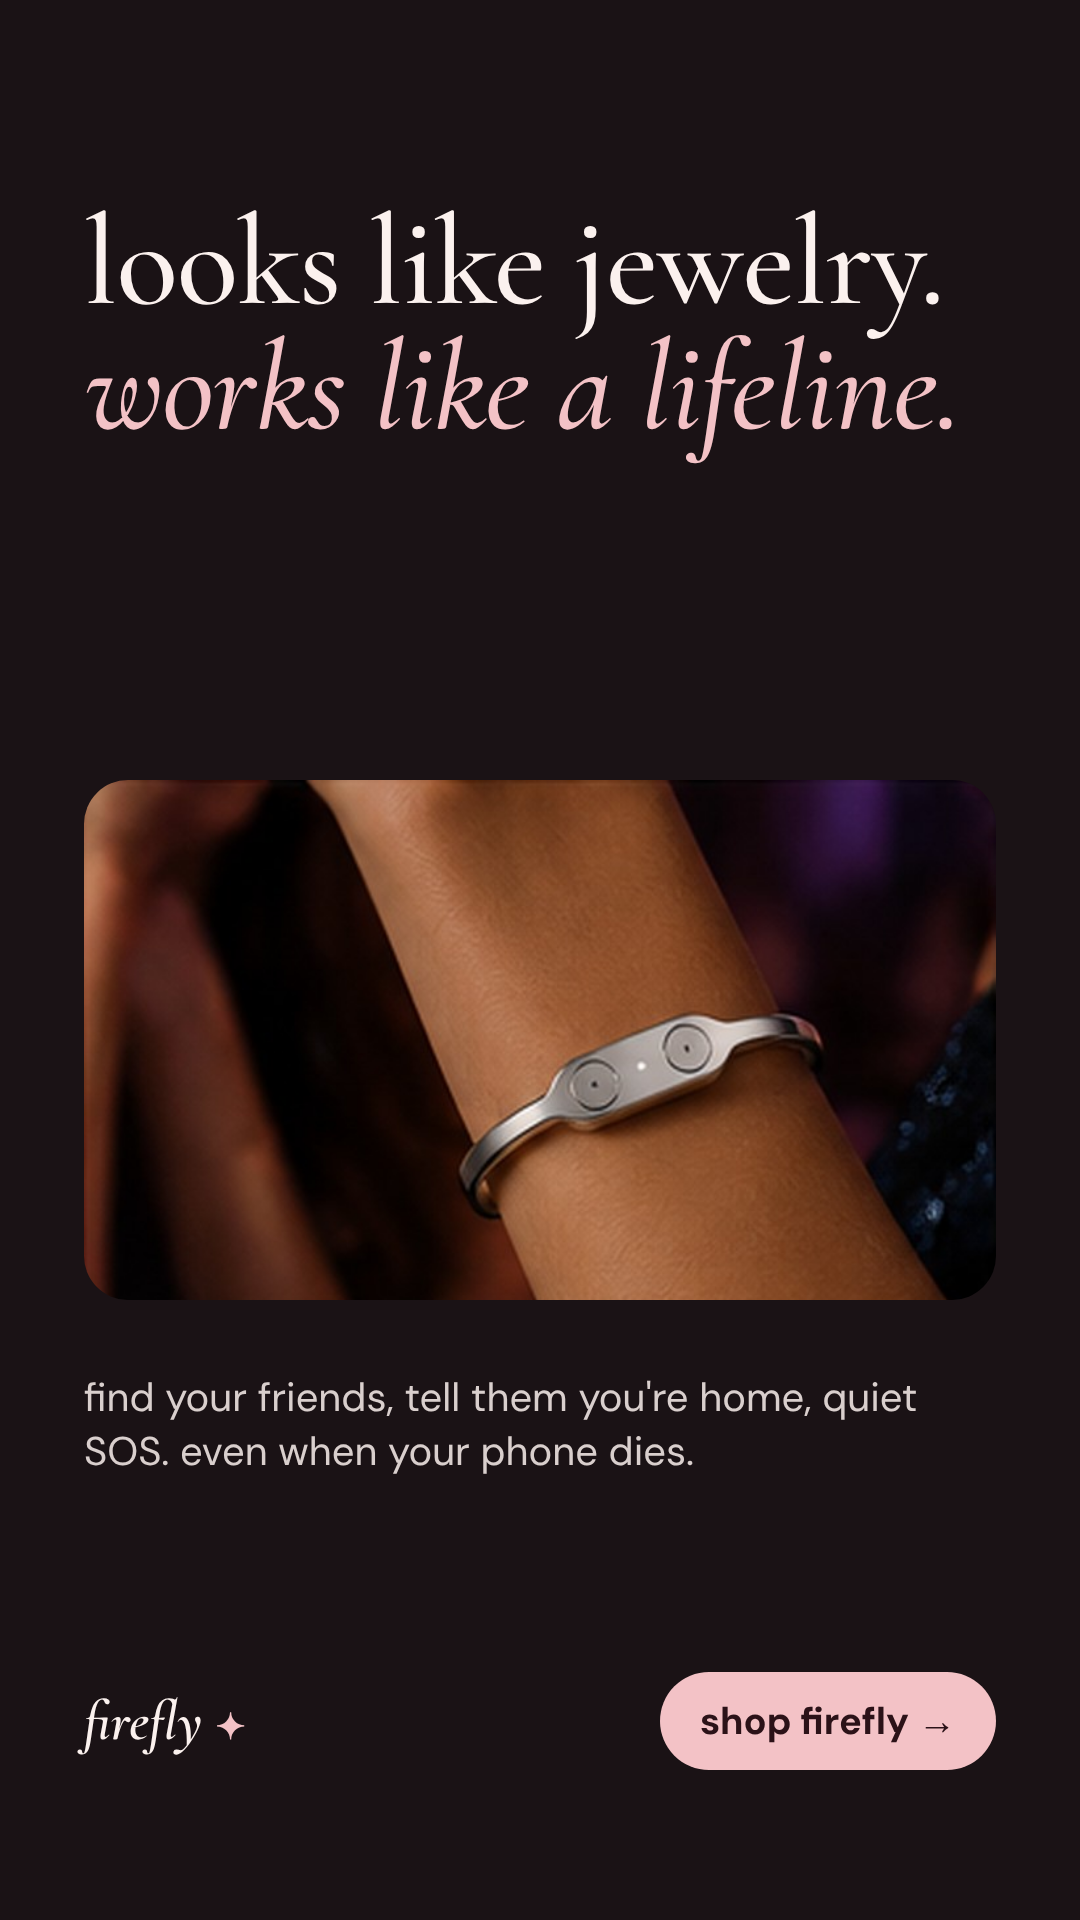 looks like jewelry.
works like a lifeline.
find your friends, tell them you're home, quiet
SOS. even when your phone dies.
firefly ✦
shop firefly →